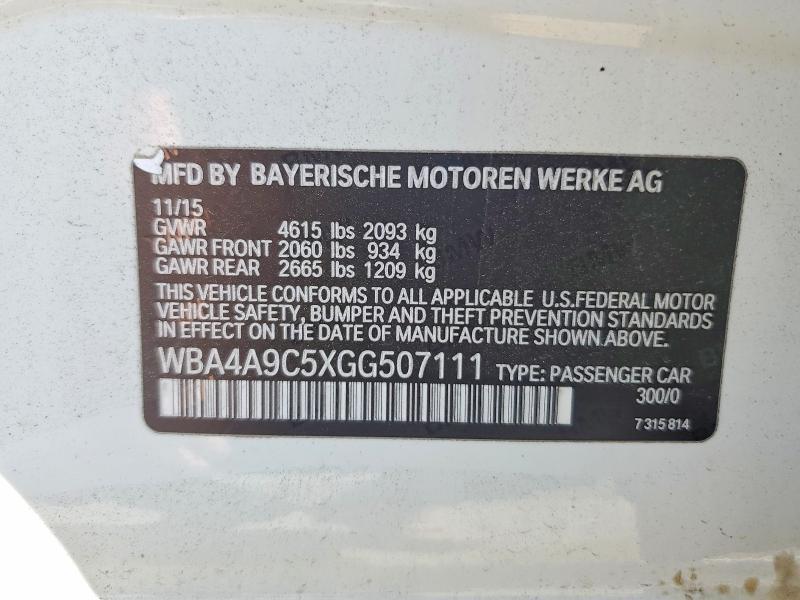 MFD BY BAYERISCHE MOTOREN WERKE AG
11/15
GVWR 4615 lbs 2093 kg
GAWR FRONT 2060 lbs 934 kg
GAWR REAR 2665 lbs 1209 kg
THIS VEHICLE CONFORMS TO ALL APPLICABLE U.S.FEDERAL MOTOR
VEHICLE SAFETY, BUMPER AND THEFT PREVENTION STANDARDS
IN EFFECT ON THE DATE OF MANUFACTURE SHOWN ABOVE.
WBA4A9C5XGG507111 TYPE: PASSENGER CAR
300/0
7 315 814